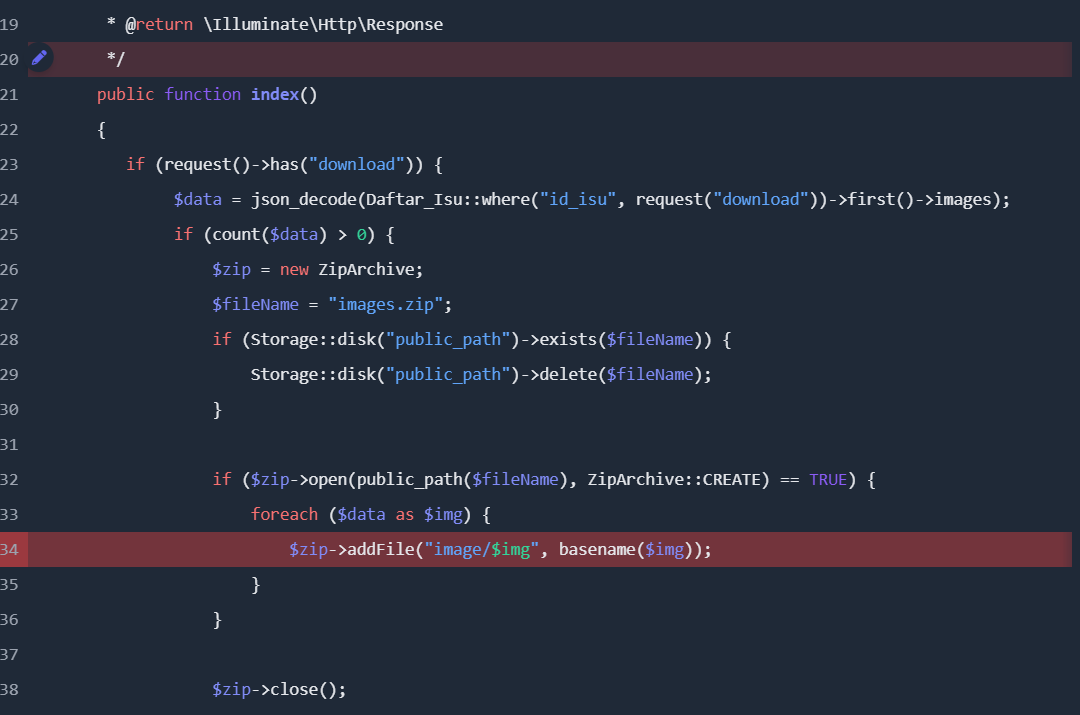 19 * @return \Illuminate\Http\Response
20 */
21 public function index()
22 {
23 if (request()->has("download")) {
24 $data = json_decode(Daftar_Isu::where("id_isu", request("download"))->first()->images);
25 if (count($data) > 0) {
26 $zip = new ZipArchive;
27 $fileName = "images.zip";
28 if (Storage::disk("public_path")->exists($fileName)) {
29 Storage::disk("public_path")->delete($fileName);
30 }
31
32 if ($zip->open(public_path($fileName), ZipArchive::CREATE) == TRUE) {
33 foreach ($data as $img) {
34 $zip->addFile("image/$img", basename($img));
35 }
36 }
37
38 $zip->close();